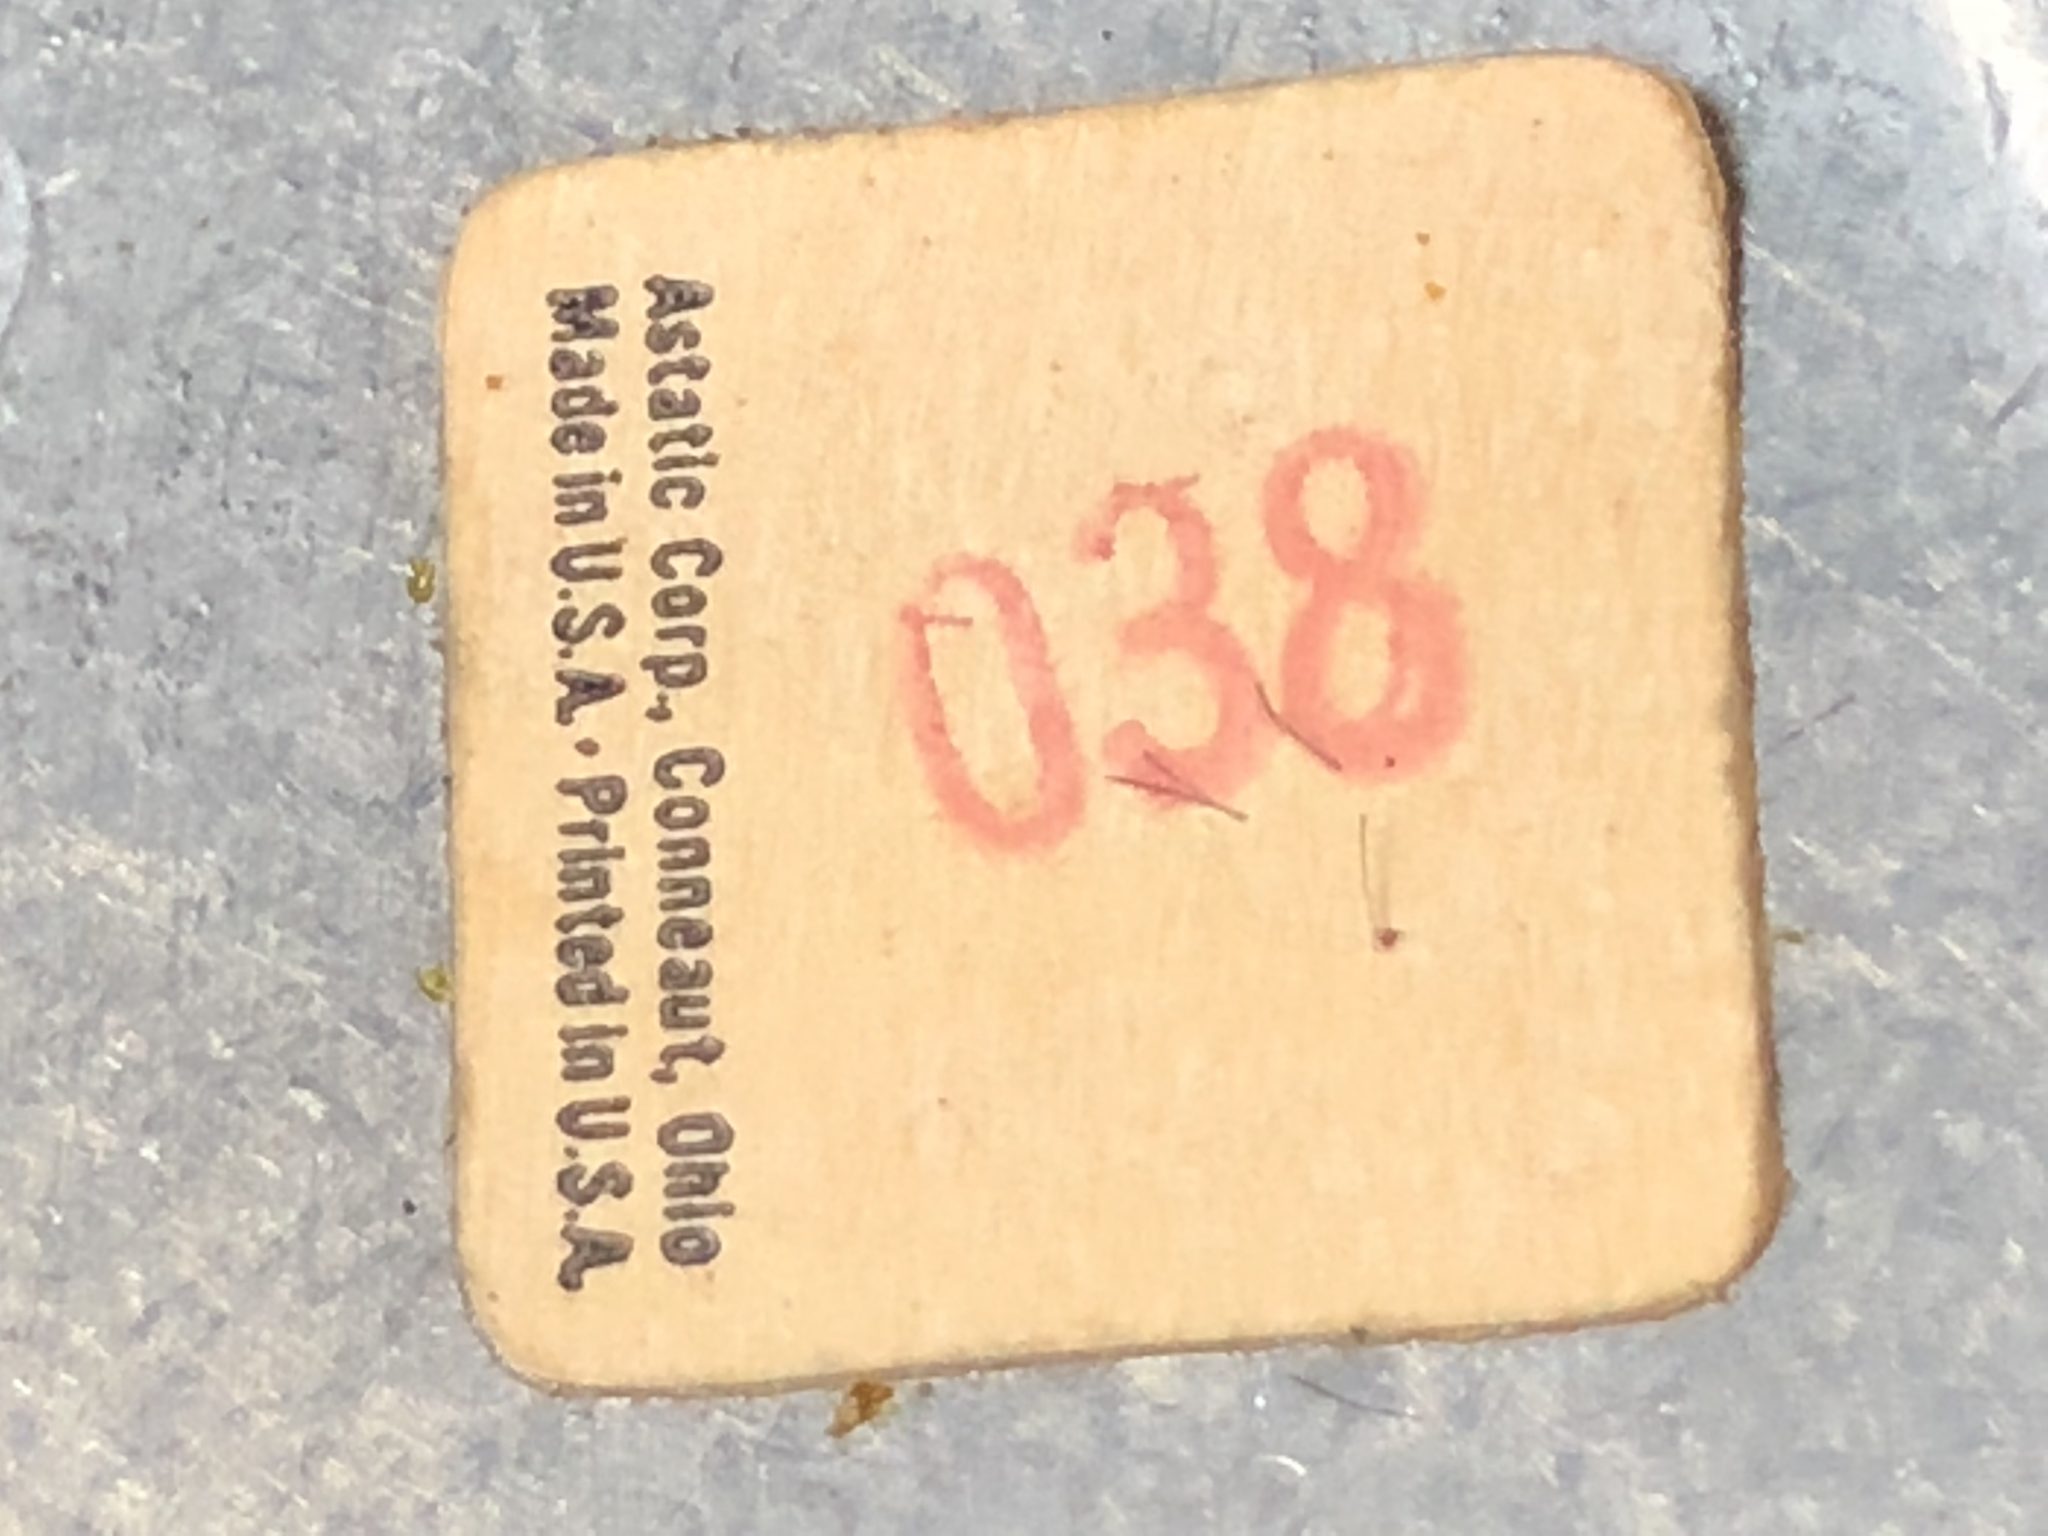 038
Astatic Corp., Conneaut, Ohio
Made in U.S.A. • Printed in U.S.A